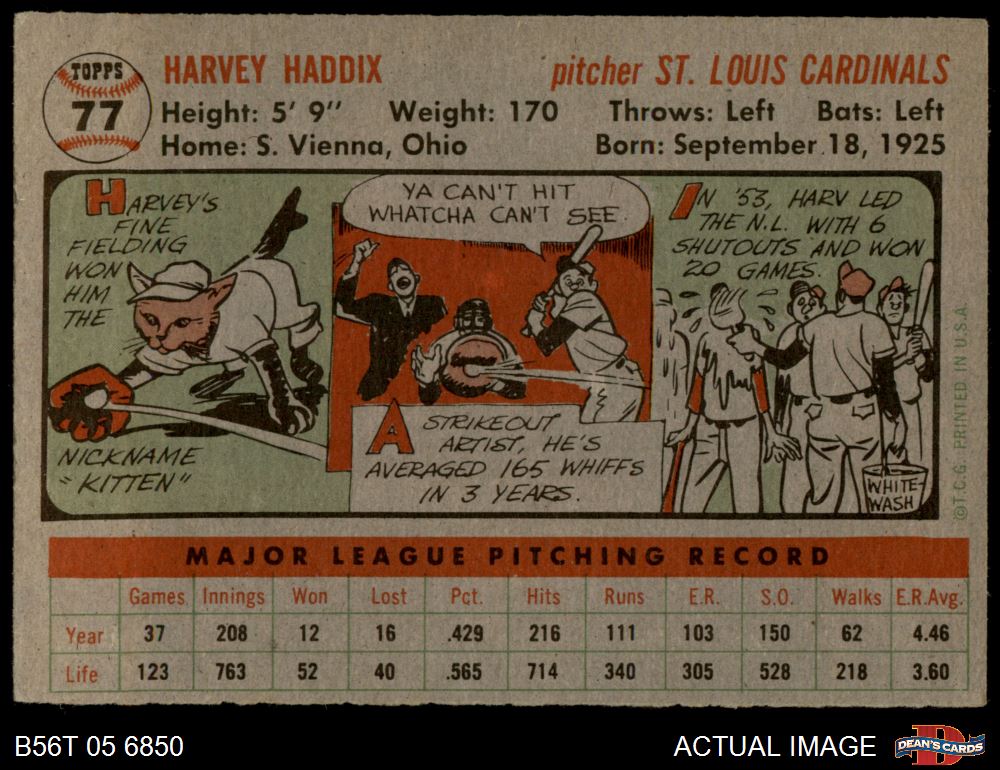 TOPPS
77
HARVEY HADDIX
pitcher ST. LOUIS CARDINALS
Height: 5' 9" Weight: 170 Throws: Left Bats: Left
Home: S. Vienna, Ohio Born: September 18, 1925
HARVEY'S
FINE
FIELDING
WON
HIM
THE
NICKNAME
"KITTEN"
YA CAN'T HIT
WHATCHA CAN'T SEE.
A STRIKEOUT
ARTIST, HE'S
AVERAGED 165 WHIFFS
IN 3 YEARS.
IN '53, HARV LED
THE N.L. WITH 6
SHUTOUTS AND WON
20 GAMES.
WHITE-
WASH
©T.C.G. PRINTED IN U.S.A.
MAJOR LEAGUE PITCHING RECORD
Games Innings Won Lost Pct. Hits Runs E.R. S.O. Walks E.R.Avg.
Year 37 208 12 16 .429 216 111 103 150 62 4.46
Life 123 763 52 40 .565 714 340 305 528 218 3.60
B56T 05 6850
ACTUAL IMAGE
DEAN'S CARDS